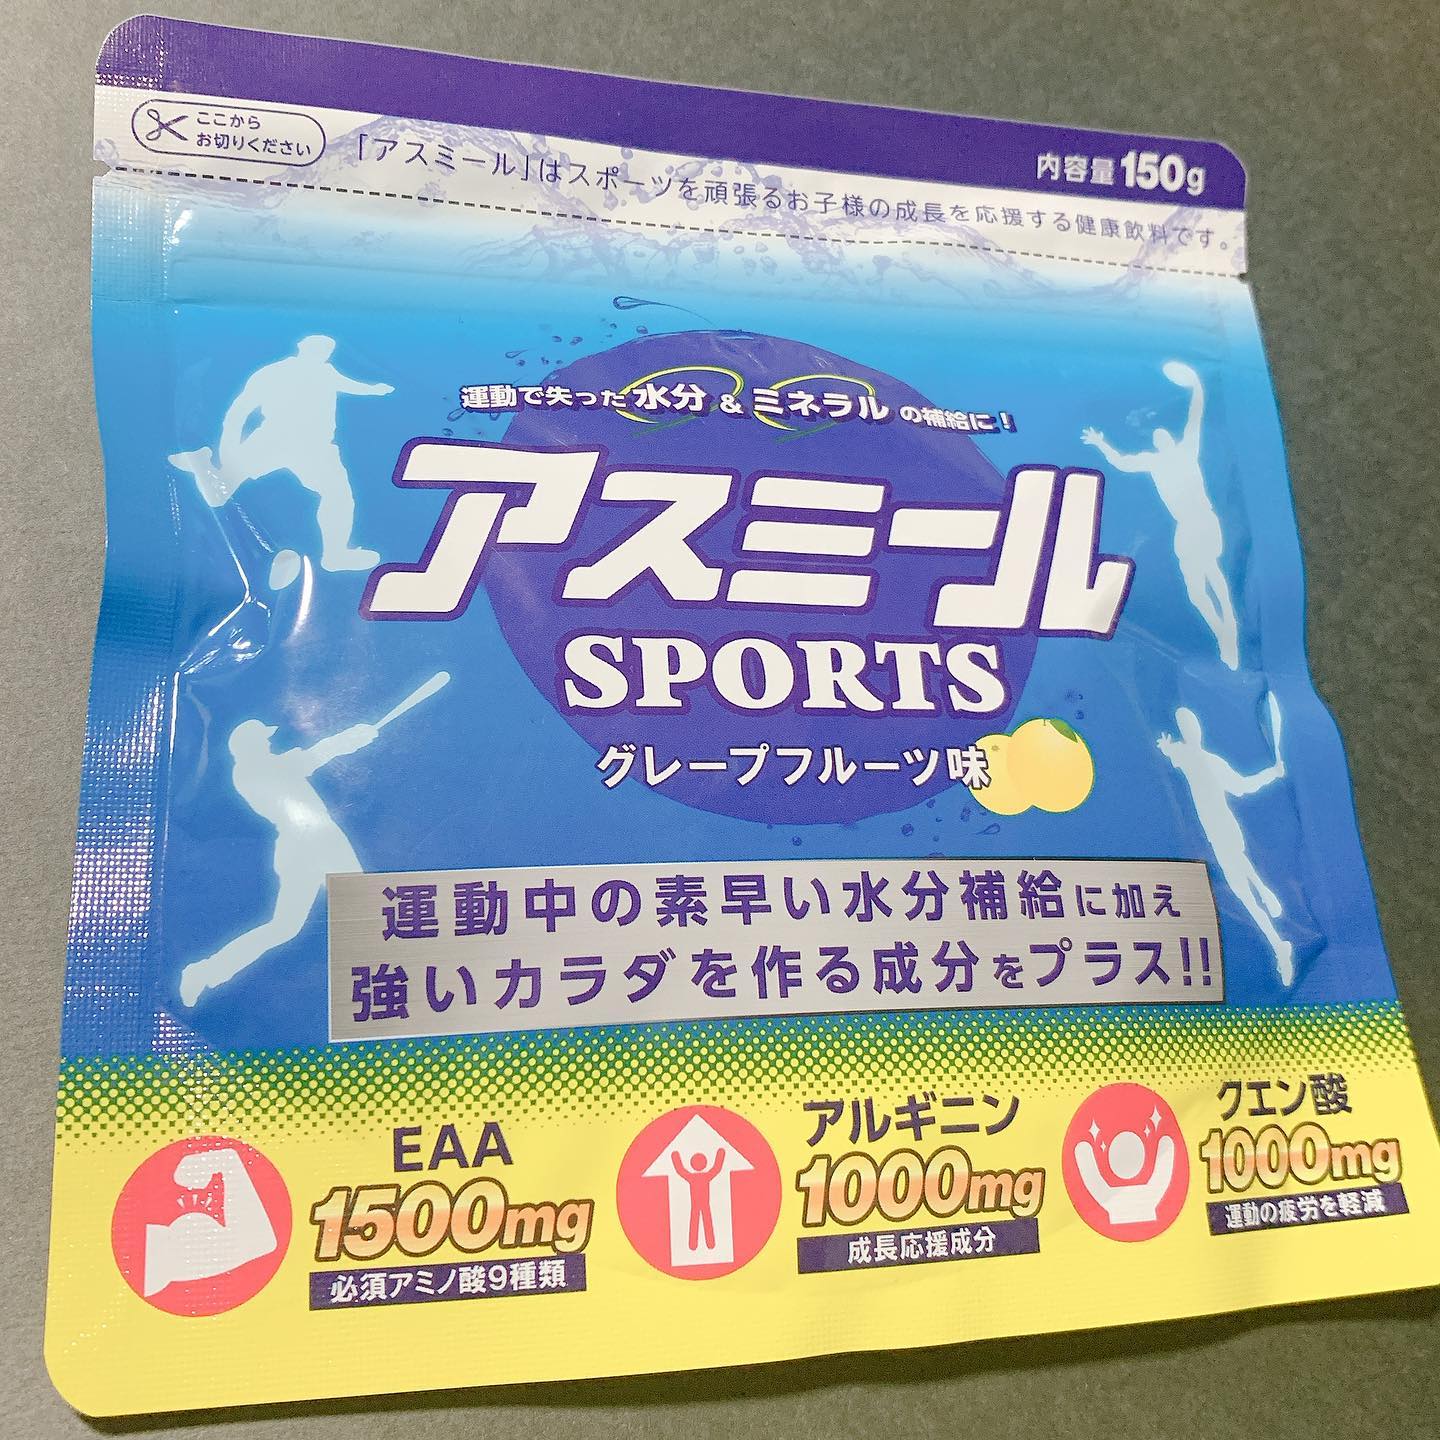 ここから
お切りください
「アスミール」はスポーツを頑張るお子様の成長を応援する健康飲料です。
内容量150g
運動で失った水分&ミネラルの補給に!
アスミール
SPORTS
グレープフルーツ味
運動中の素早い水分補給に加え
強いカラダを作る成分をプラス!!
EAA
1500mg
必須アミノ酸9種類
アルギニン
1000mg
成長応援成分
クエン酸
1000mg
運動の疲労を軽減